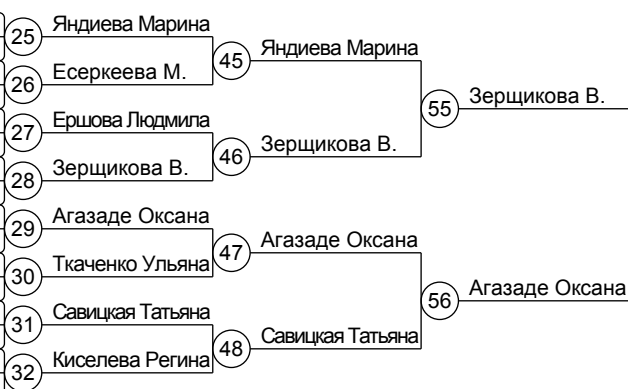 25 Яндиева Марина
26 Есеркеева М.
27 Ершова Людмила
28 Зерщикова В.
29 Агазаде Оксана
30 Ткаченко Ульяна
31 Савицкая Татьяна
32 Киселева Регина
45 Яндиева Марина
46 Зерщикова В.
47 Агазаде Оксана
48 Савицкая Татьяна
55 Зерщикова В.
56 Агазаде Оксана